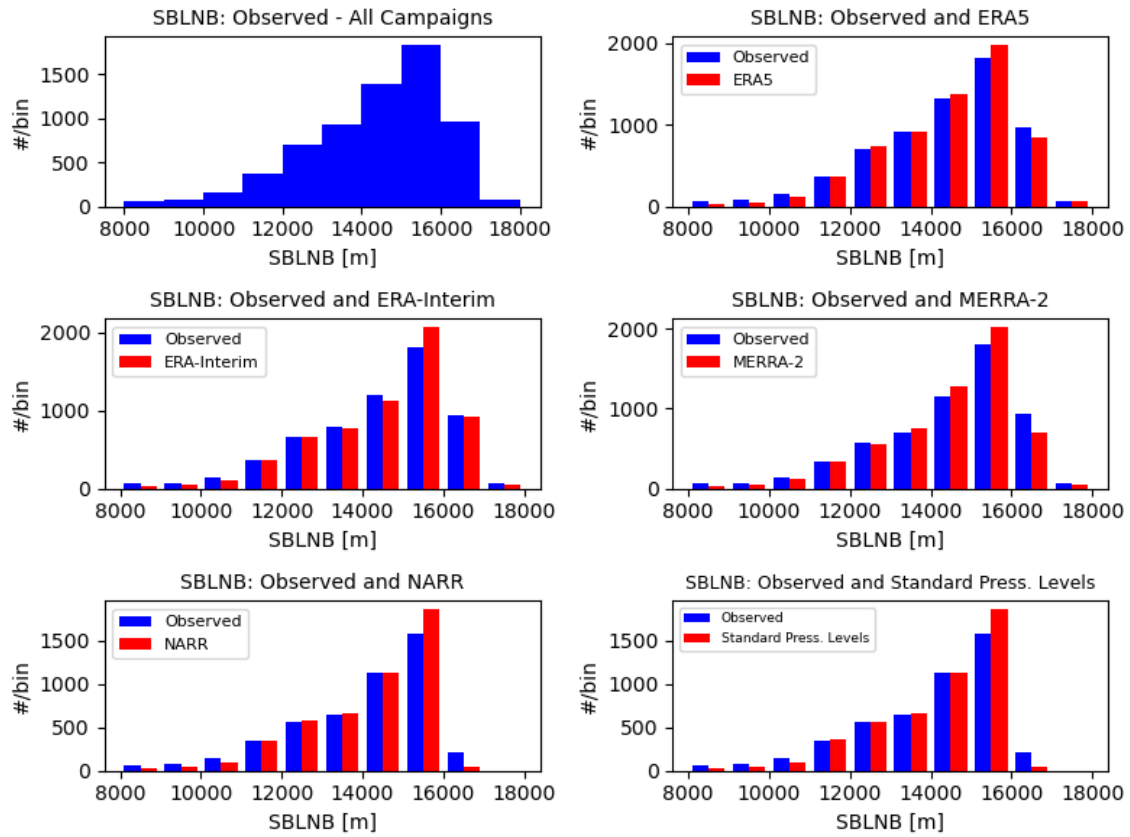 SBLNB: Observed - All Campaigns
#/bin
1500
1000
500
0
8000 10000 12000 14000 16000 18000
SBLNB [m]
SBLNB: Observed and ERA5
Observed
ERA5
#/bin
2000
1000
0
8000 10000 12000 14000 16000 18000
SBLNB [m]
SBLNB: Observed and ERA-Interim
Observed
ERA-Interim
#/bin
2000
1000
0
8000 10000 12000 14000 16000 18000
SBLNB [m]
SBLNB: Observed and MERRA-2
Observed
MERRA-2
#/bin
2000
1000
0
8000 10000 12000 14000 16000 18000
SBLNB [m]
SBLNB: Observed and NARR
Observed
NARR
#/bin
1500
1000
500
0
8000 10000 12000 14000 16000 18000
SBLNB [m]
SBLNB: Observed and Standard Press. Levels
Observed
Standard Press. Levels
#/bin
1500
1000
500
0
8000 10000 12000 14000 16000 18000
SBLNB [m]